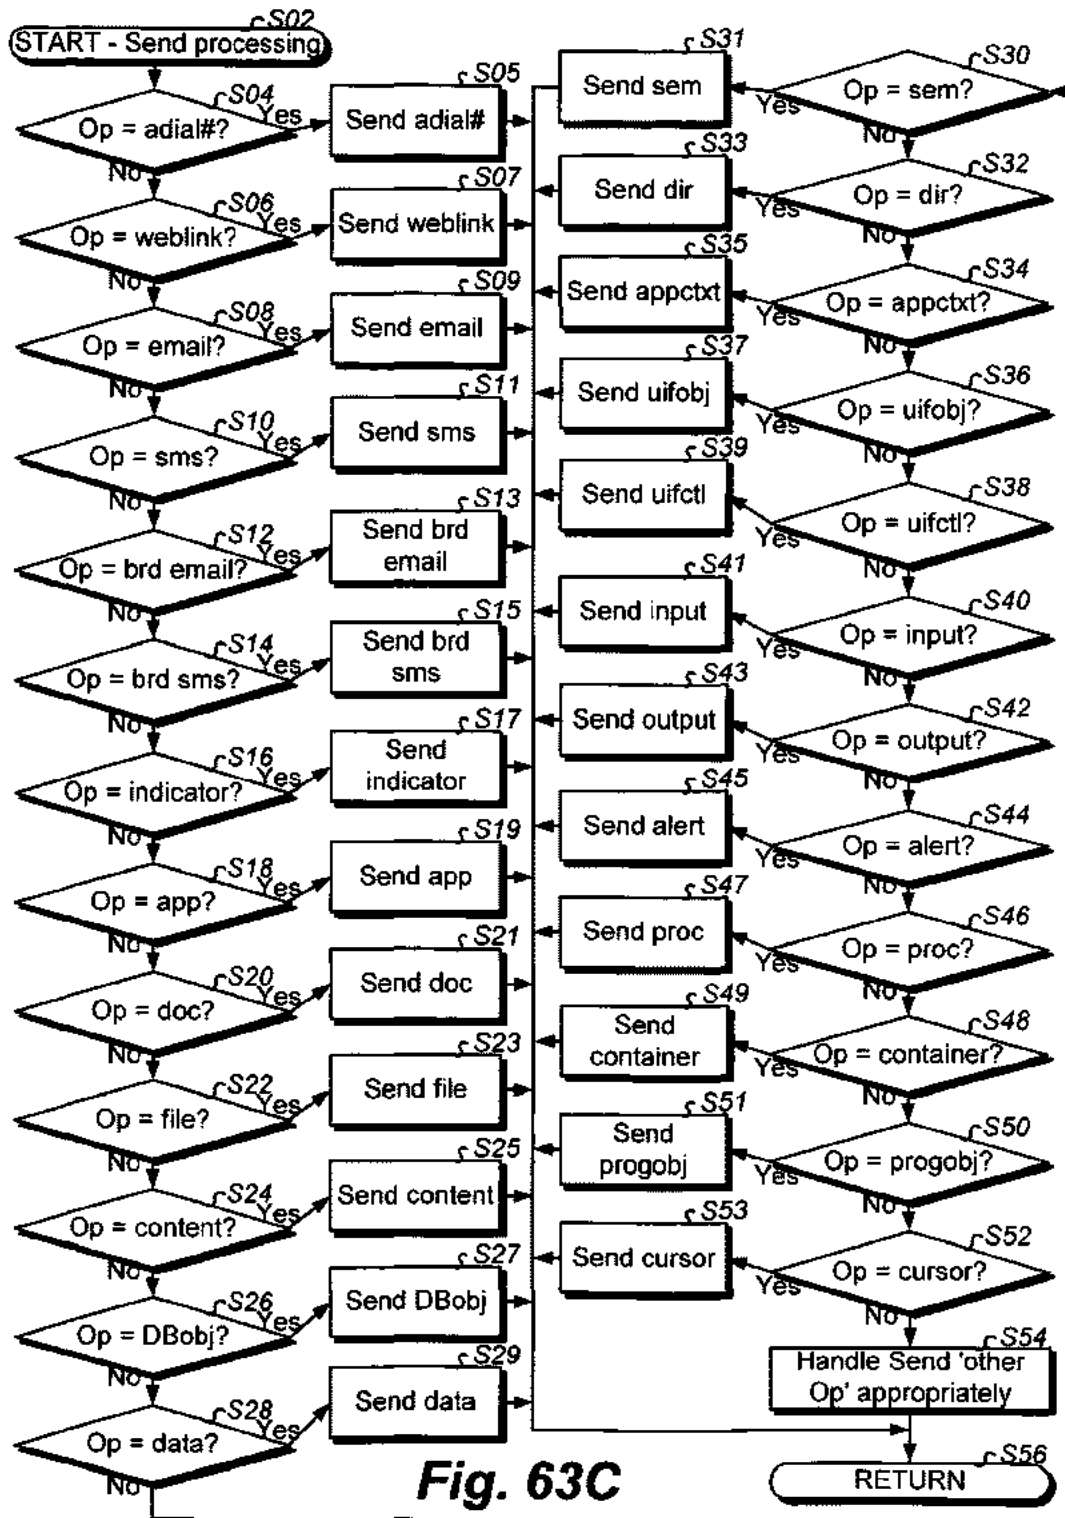 S02
START - Send processing
S04
Op = adial#?
Yes
No
S05
Send adial#
S06
Op = weblink?
Yes
No
S07
Send weblink
S08
Op = email?
Yes
No
S09
Send email
S10
Op = sms?
Yes
No
S11
Send sms
S12
Op = brd email?
Yes
No
S13
Send brd
email
S14
Op = brd sms?
Yes
No
S15
Send brd
sms
S16
Op = indicator?
Yes
No
S17
Send
indicator
S18
Op = app?
Yes
No
S19
Send app
S20
Op = doc?
Yes
No
S21
Send doc
S22
Op = file?
Yes
No
S23
Send file
S24
Op = content?
Yes
No
S25
Send content
S26
Op = DBobj?
Yes
No
S27
Send DBobj
S28
Op = data?
Yes
No
S29
Send data
S30
Op = sem?
Yes
No
S31
Send sem
S32
Op = dir?
Yes
No
S33
Send dir
S34
Op = appctxt?
Yes
No
S35
Send appctxt
S36
Op = uifobj?
Yes
No
S37
Send uifobj
S38
Op = uifctl?
Yes
No
S39
Send uifctl
S40
Op = input?
Yes
No
S41
Send input
S42
Op = output?
Yes
No
S43
Send output
S44
Op = alert?
Yes
No
S45
Send alert
S46
Op = proc?
Yes
No
S47
Send proc
S48
Op = container?
Yes
No
S49
Send
container
S50
Op = progobj?
Yes
No
S51
Send
progobj
S52
Op = cursor?
Yes
No
S53
Send cursor
S54
Handle Send 'other
Op' appropriately
S56
RETURN
Fig. 63C